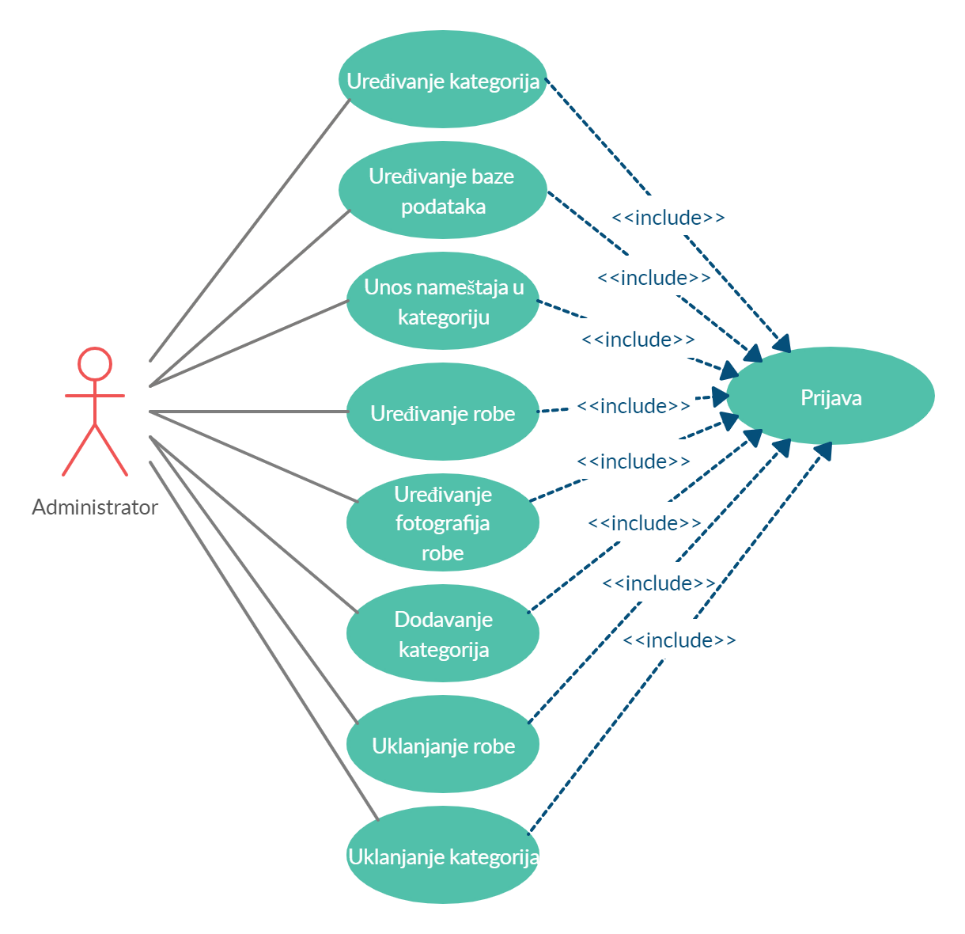 Uređivanje kategorija
Uređivanje baze
podataka
<<include>>
<<include>>
Unos nameštaja u
kategoriju
<<include>>
Prijava
Uređivanje robe
<<include>>
<<include>>
Administrator
Uređivanje
fotografija
robe
<<include>>
<<include>>
Dodavanje
kategorija
<<include>>
Uklanjanje robe
Uklanjanje kategorija